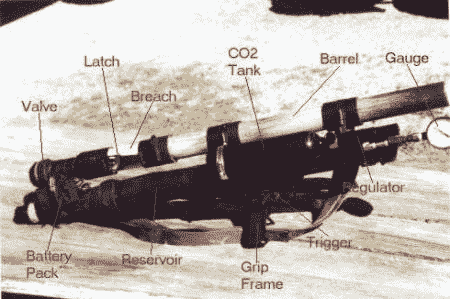 CO2
Tank
Barrel
Gauge
Latch
Breach
Valve
Regulator
Trigger
Battery
Pack
Reservoir
Grip
Frame